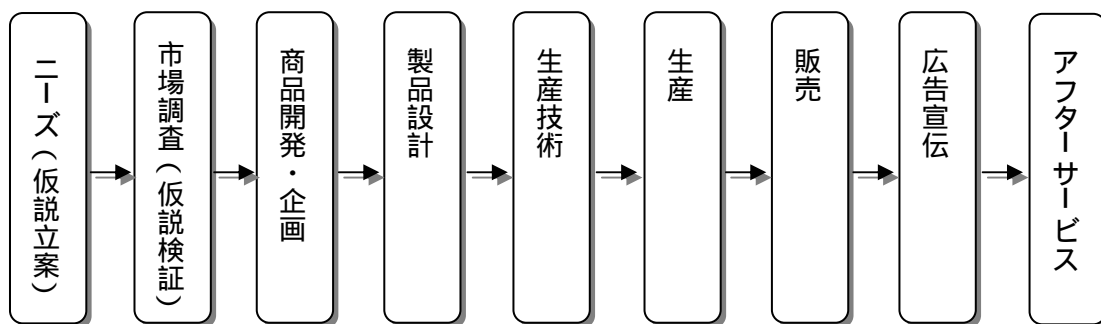 ニーズ(仮説立案)
市場調査(仮説検証)
商品開発・企画
製品設計
生産技術
生産
販売
広告宣伝
アフターサービス